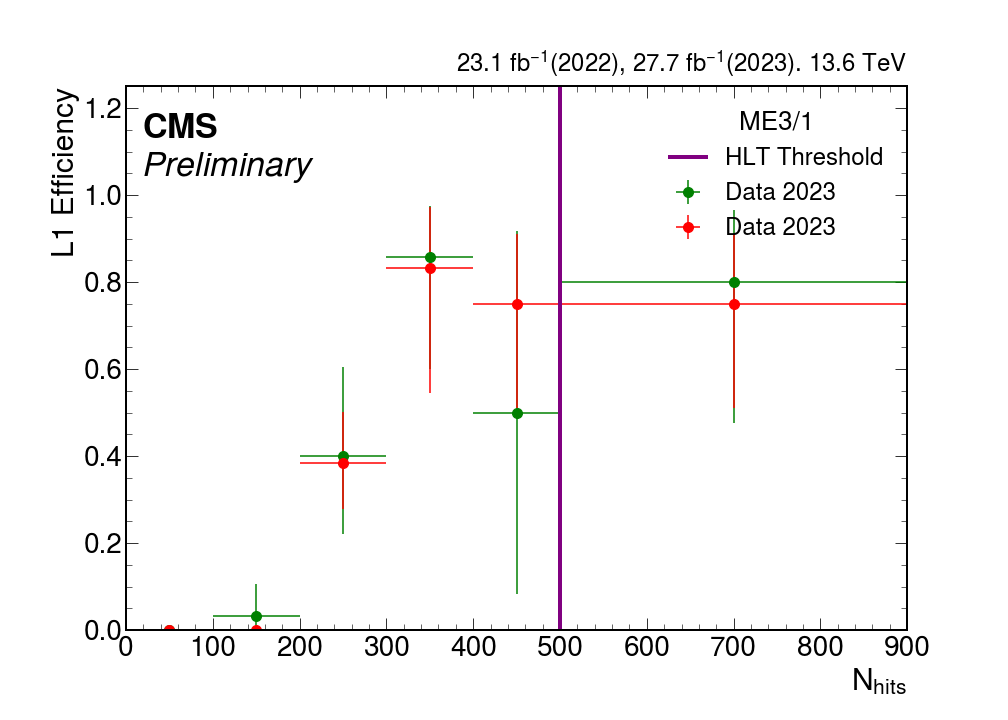 23.1 fb⁻¹(2022), 27.7 fb⁻¹(2023). 13.6 TeV
CMS
Preliminary
ME3/1
HLT Threshold
Data 2023
Data 2023
L1 Efficiency
1.2
1.0
0.8
0.6
0.4
0.2
0.0
0 100 200 300 400 500 600 700 800 900
N_hits